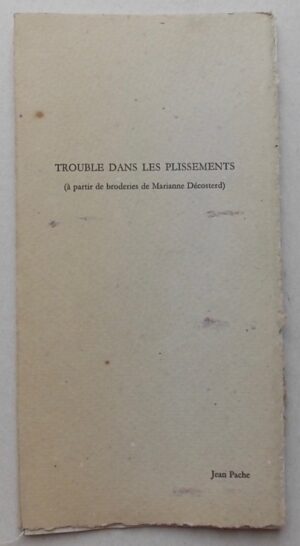 TROUBLE DANS LES PLISSEMENTS
(à partir de broderies de Marianne Décosterd)
Jean Pache